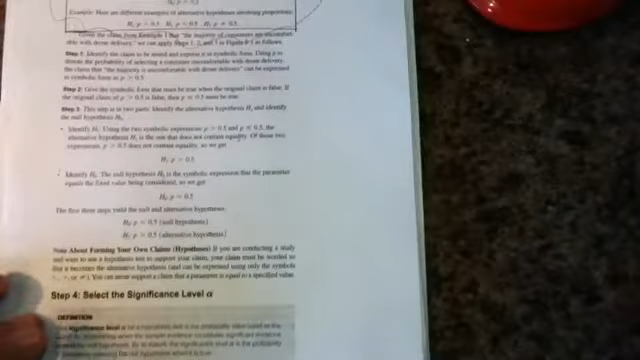 H₀: p = 0.5
Example: Here are different examples of alternative hypotheses involving proportions:
H₁: p > 0.5   H₁: p < 0.5   H₁: p ≠ 0.5
Given the claim from Example 1 that "the majority of consumers are uncomfort-
able with drone delivery," we can apply Steps 1, 2, and 3 in Figure 8-1 as follows.
Step 1: Identify the claim to be tested and express it in symbolic form. Using p to
denote the probability of selecting a consumer uncomfortable with drone delivery,
the claim that "the majority is uncomfortable with drone delivery" can be expressed
in symbolic form as p > 0.5.
Step 2: Give the symbolic form that must be true when the original claim is false. If
the original claim of p > 0.5 is false, then p ≤ 0.5 must be true.
Step 3: This step is in two parts: Identify the alternative hypothesis H₁ and identify
the null hypothesis H₀.
• Identify H₁: Using the two symbolic expressions p > 0.5 and p ≤ 0.5, the
alternative hypothesis H₁ is the one that does not contain equality. Of those two
expressions, p > 0.5 does not contain equality, so we get
H₁: p > 0.5
Identify H₀: The null hypothesis H₀ is the symbolic expression that the parameter
equals the fixed value being considered, so we get
H₀: p = 0.5
The first three steps yield the null and alternative hypotheses:
H₀: p = 0.5 (null hypothesis)
H₁: p > 0.5 (alternative hypothesis)
Note About Forming Your Own Claims (Hypotheses) If you are conducting a study
and want to use a hypothesis test to support your claim, your claim must be worded so
that it becomes the alternative hypothesis (and can be expressed using only the symbols
<, >, or ≠). You can never support a claim that a parameter is equal to a specified value.
Step 4: Select the Significance Level α
DEFINITION
significance level α